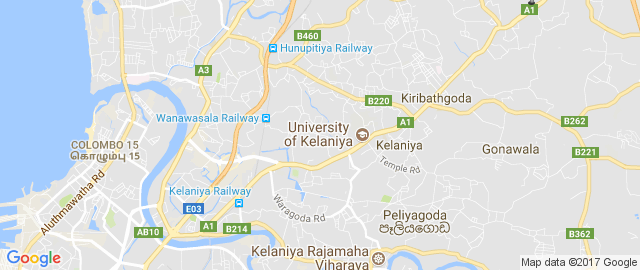 A1
B460
Hunupitiya Railway
A3
B220
Kiribathgoda
Wanawasala Railway
A1
B262
University
of Kelaniya
Kelaniya
COLOMBO 15
கொழும்பு 15
Gonawala
B221
Temple Rd
Aluthmawatha Rd
Kelaniya Railway
Waragoda Rd
E03
Peliyagoda
පෑලියගොඩ
A1
B214
AB10
B362
Kelaniya Rajamaha
Viharaya
Google
Map data ©2017 Google